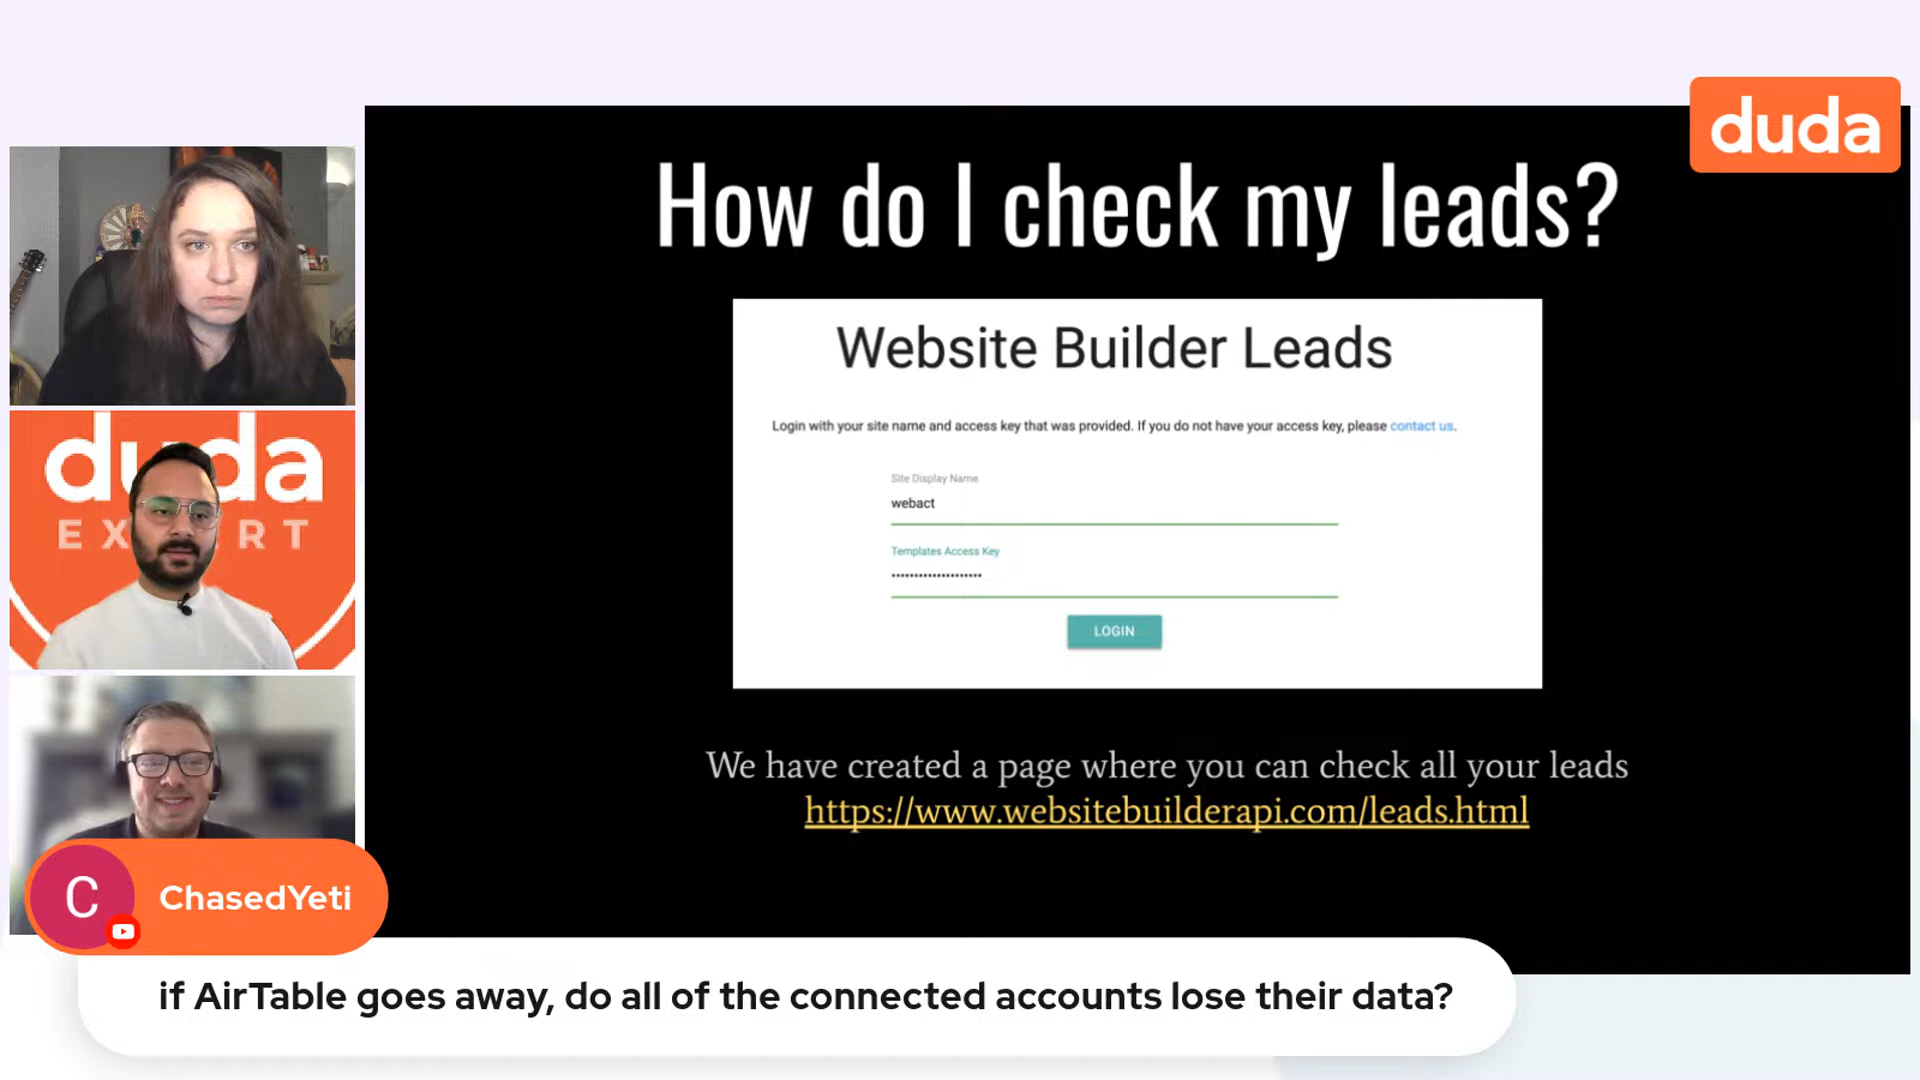 duda
How do I check my leads?
Website Builder Leads
Login with your site name and access key that was provided. If you do not have your access key, please contact us.
Site Display Name
webact
Templates Access Key
LOGIN
We have created a page where you can check all your leads
https://www.websitebuilderapi.com/leads.html
duda
EXPERT
C
ChasedYeti
if AirTable goes away, do all of the connected accounts lose their data?